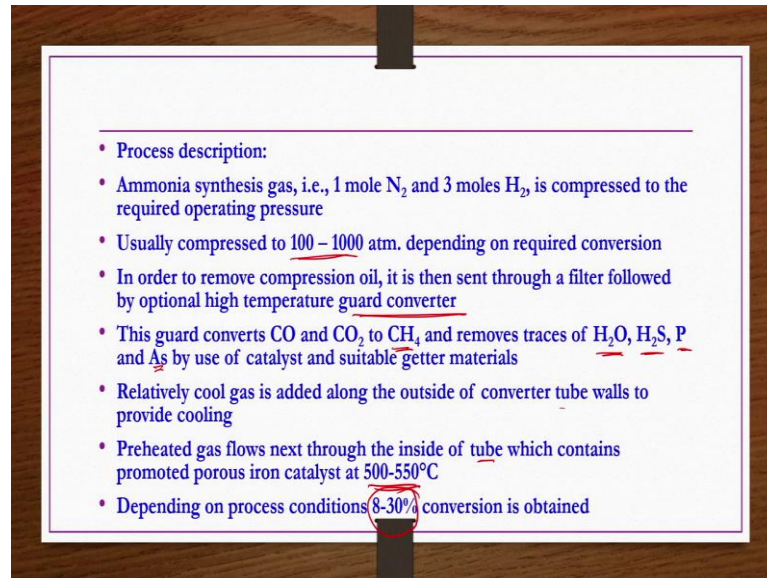 • Process description:
• Ammonia synthesis gas, i.e., 1 mole N₂ and 3 moles H₂, is compressed to the
required operating pressure
• Usually compressed to 100 – 1000 atm. depending on required conversion
• In order to remove compression oil, it is then sent through a filter followed
by optional high temperature guard converter
• This guard converts CO and CO₂ to CH₄ and removes traces of H₂O, H₂S, P
and As by use of catalyst and suitable getter materials
• Relatively cool gas is added along the outside of converter tube walls to
provide cooling
• Preheated gas flows next through the inside of tube which contains
promoted porous iron catalyst at 500-550°C
• Depending on process conditions 8-30% conversion is obtained